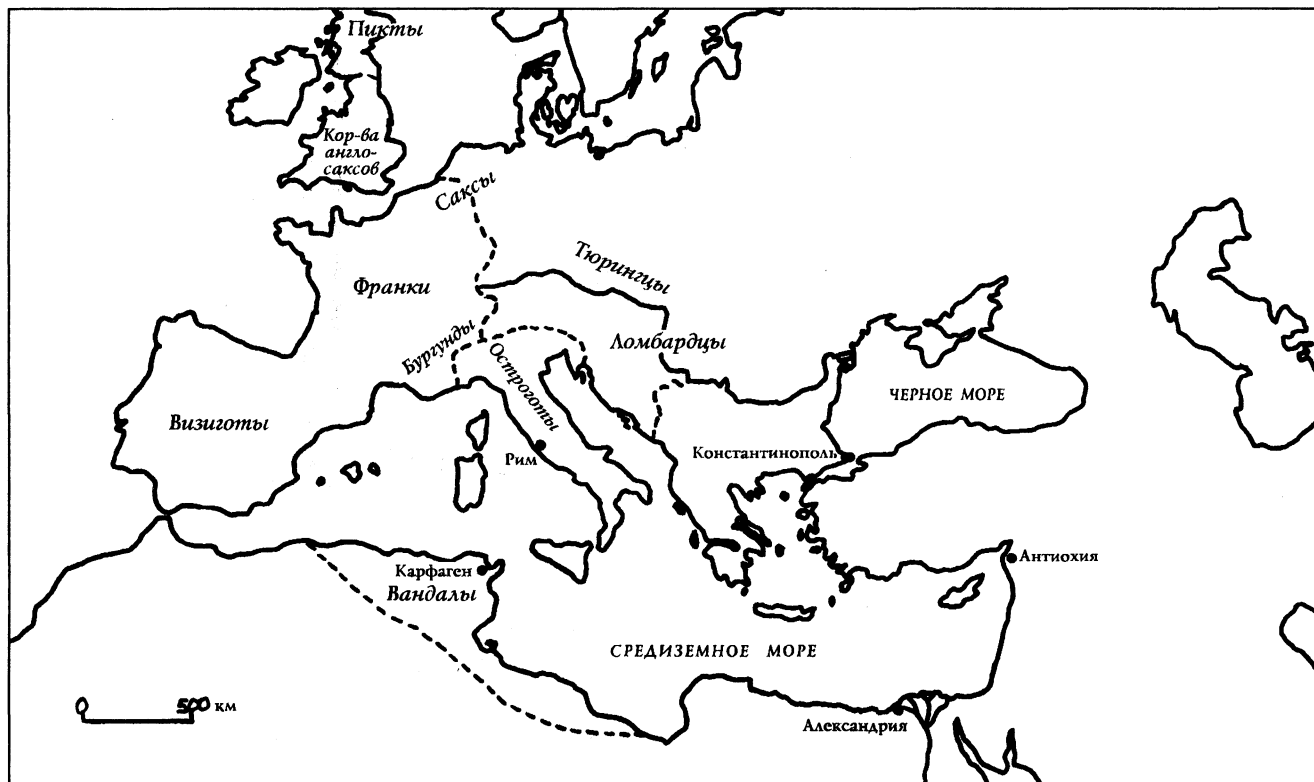 Пикты
Кор-ва
англо-
саксов
Саксы
Тюрингцы
Франки
Бургунды
Остроготы
Ломбардцы
ЧЕРНОЕ МОРЕ
Визиготы
Рим
Константинополь
Карфаген
Вандалы
Антиохия
СРЕДИЗЕМНОЕ МОРЕ
0 500 км
Александрия